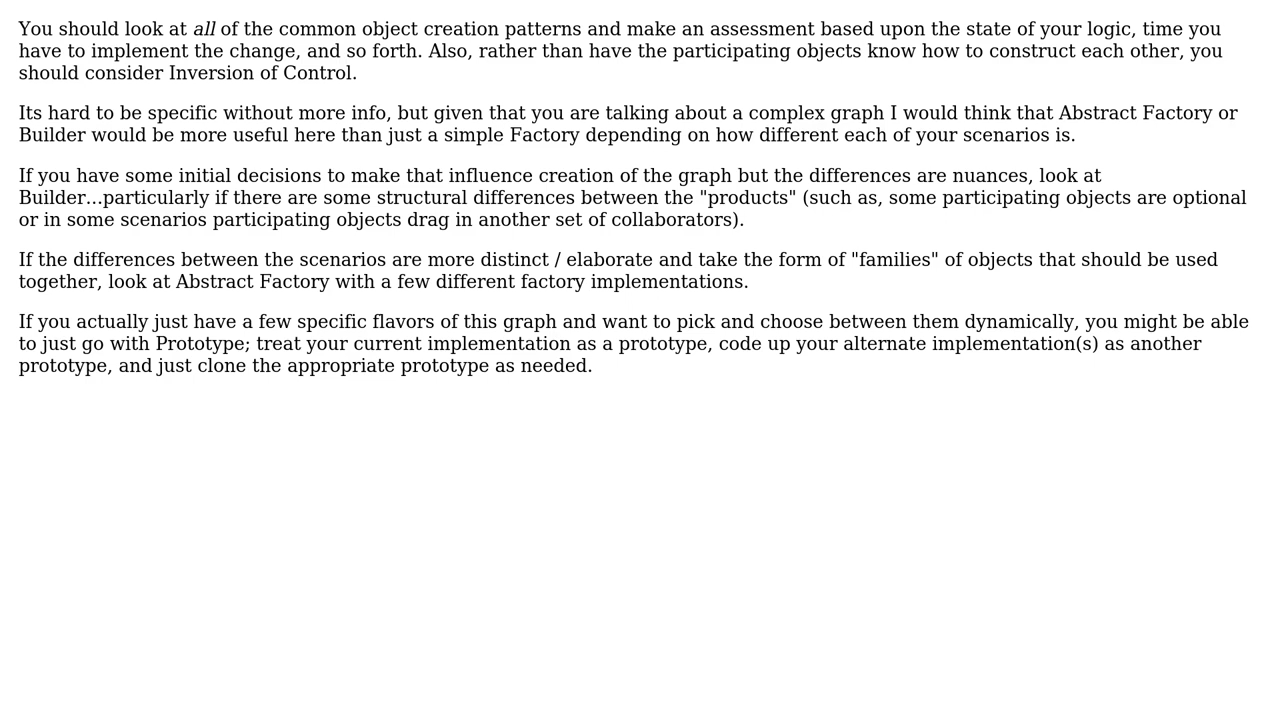 You should look at all of the common object creation patterns and make an assessment based upon the state of your logic, time you
have to implement the change, and so forth. Also, rather than have the participating objects know how to construct each other, you
should consider Inversion of Control.
Its hard to be specific without more info, but given that you are talking about a complex graph I would think that Abstract Factory or
Builder would be more useful here than just a simple Factory depending on how different each of your scenarios is.
If you have some initial decisions to make that influence creation of the graph but the differences are nuances, look at
Builder...particularly if there are some structural differences between the "products" (such as, some participating objects are optional
or in some scenarios participating objects drag in another set of collaborators).
If the differences between the scenarios are more distinct / elaborate and take the form of "families" of objects that should be used
together, look at Abstract Factory with a few different factory implementations.
If you actually just have a few specific flavors of this graph and want to pick and choose between them dynamically, you might be able
to just go with Prototype; treat your current implementation as a prototype, code up your alternate implementation(s) as another
prototype, and just clone the appropriate prototype as needed.